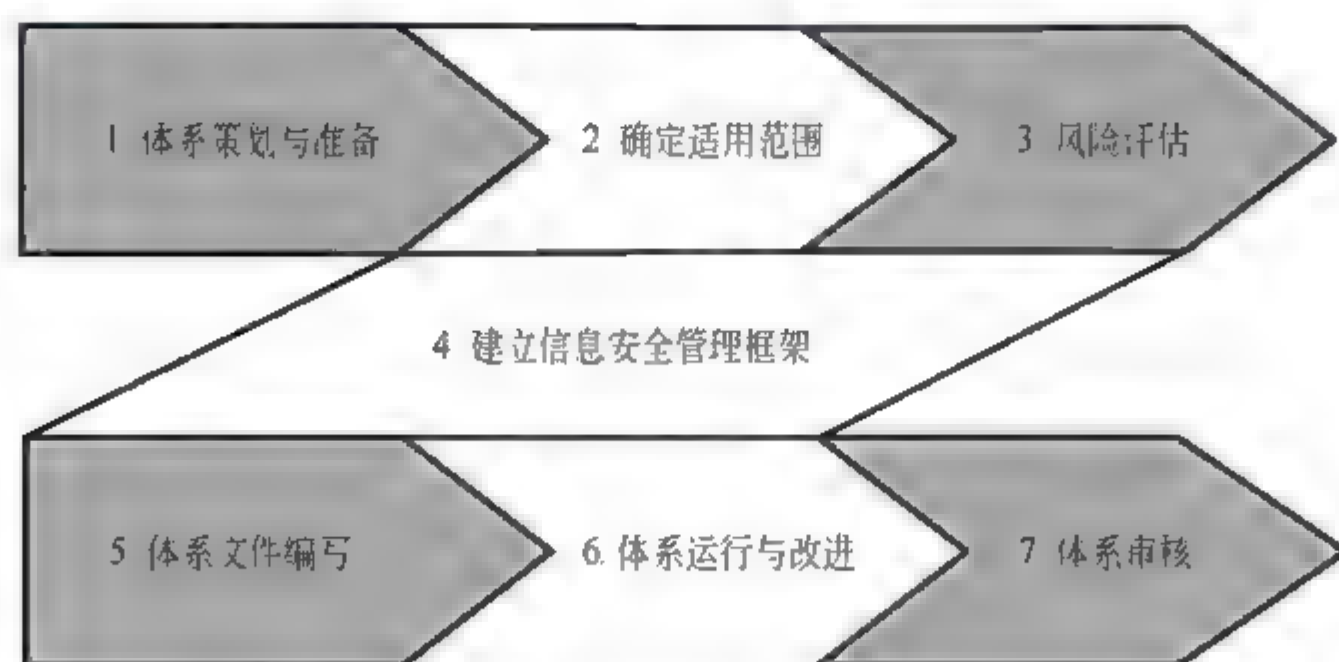 1 体系策划与准备
2 确定适用范围
3 风险评估
4 建立信息安全管理框架
5 体系文件编写
6 体系运行与改进
7 体系审核